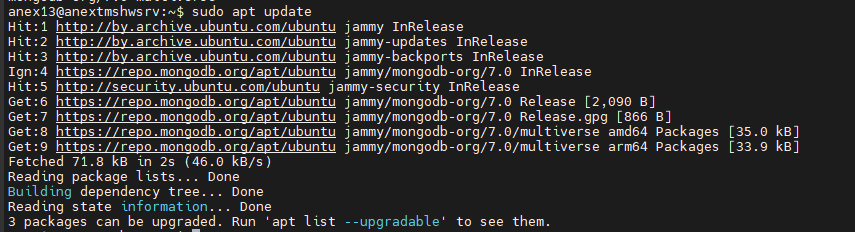 anex13@anextmshwsrv:~$ sudo apt update
Hit:1 http://by.archive.ubuntu.com/ubuntu jammy InRelease
Hit:2 http://by.archive.ubuntu.com/ubuntu jammy-updates InRelease
Hit:3 http://by.archive.ubuntu.com/ubuntu jammy-backports InRelease
Ign:4 https://repo.mongodb.org/apt/ubuntu jammy/mongodb-org/7.0 InRelease
Hit:5 http://security.ubuntu.com/ubuntu jammy-security InRelease
Get:6 https://repo.mongodb.org/apt/ubuntu jammy/mongodb-org/7.0 Release [2,090 B]
Get:7 https://repo.mongodb.org/apt/ubuntu jammy/mongodb-org/7.0 Release.gpg [866 B]
Get:8 https://repo.mongodb.org/apt/ubuntu jammy/mongodb-org/7.0/multiverse amd64 Packages [35.0 kB]
Get:9 https://repo.mongodb.org/apt/ubuntu jammy/mongodb-org/7.0/multiverse arm64 Packages [33.9 kB]
Fetched 71.8 kB in 2s (46.0 kB/s)
Reading package lists... Done
Building dependency tree... Done
Reading state information... Done
3 packages can be upgraded. Run 'apt list --upgradable' to see them.